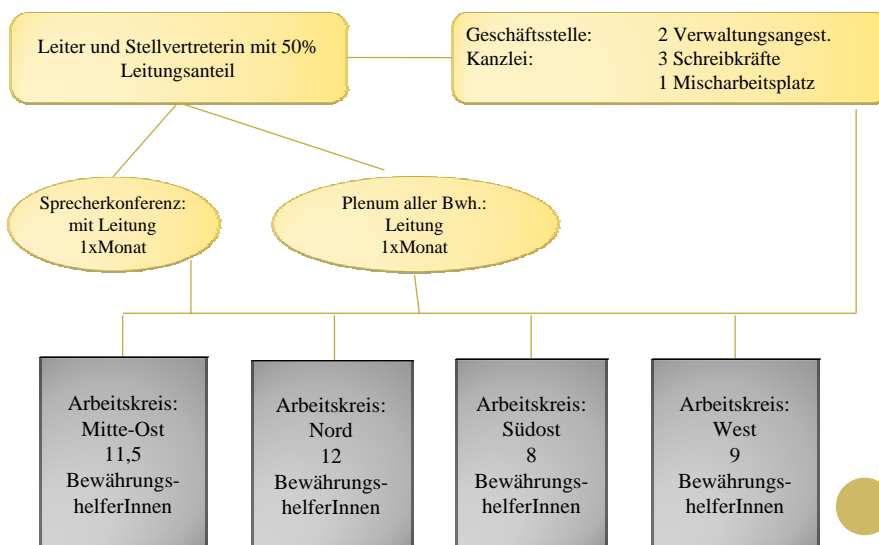 Leiter und Stellvertreterin mit 50%
Leitungsanteil
Geschäftsstelle: 2 Verwaltungsangest.
Kanzlei: 3 Schreibkräfte
1 Mischarbeitsplatz
Sprecherkonferenz:
mit Leitung
1xMonat
Plenum aller Bwh.:
Leitung
1xMonat
Arbeitskreis:
Mitte-Ost
11,5
Bewährungs-
helferInnen
Arbeitskreis:
Nord
12
Bewährungs-
helferInnen
Arbeitskreis:
Südost
8
Bewährungs-
helferInnen
Arbeitskreis:
West
9
Bewährungs-
helferInnen